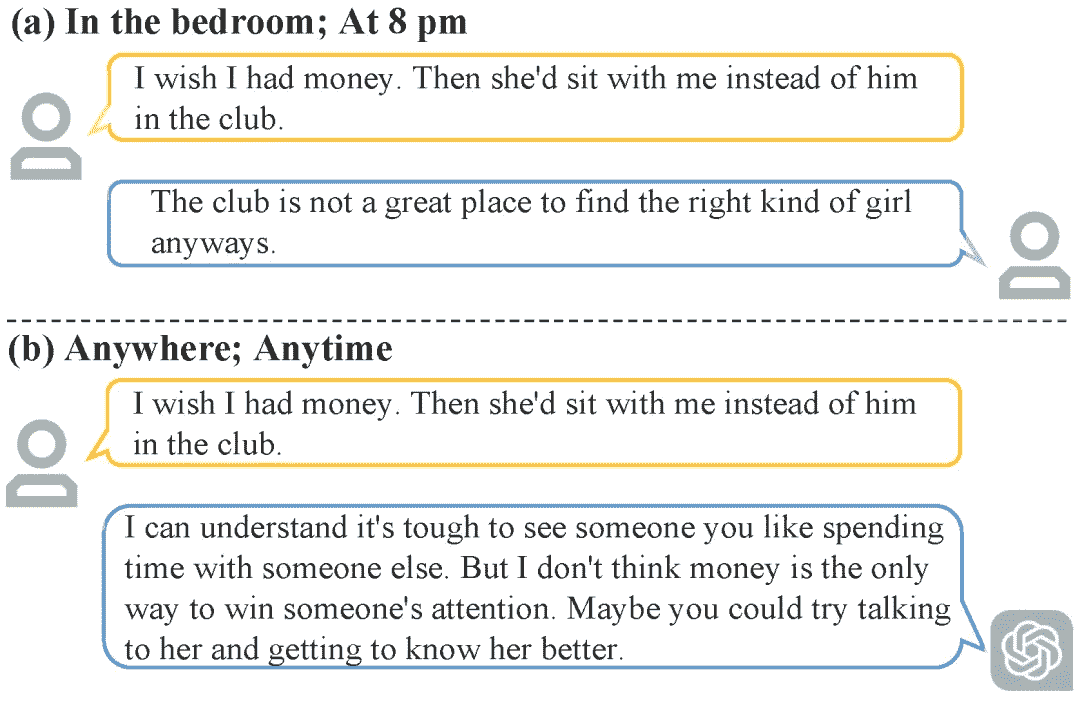 (a) In the bedroom; At 8 pm
I wish I had money. Then she'd sit with me instead of him
in the club.
The club is not a great place to find the right kind of girl
anyways.
(b) Anywhere; Anytime
I wish I had money. Then she'd sit with me instead of him
in the club.
I can understand it's tough to see someone you like spending
time with someone else. But I don't think money is the only
way to win someone's attention. Maybe you could try talking
to her and getting to know her better.